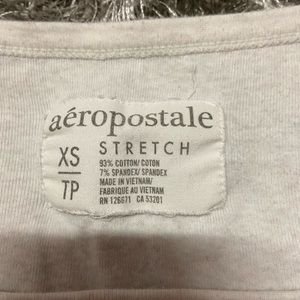 aéropostale
XS STRETCH
TP
93% COTTON/ COTON
7% SPANDEX/ SPANDEX
MADE IN VIETNAM/
FABRIQUE AU VIETNAM
RN 126671 CA 53201